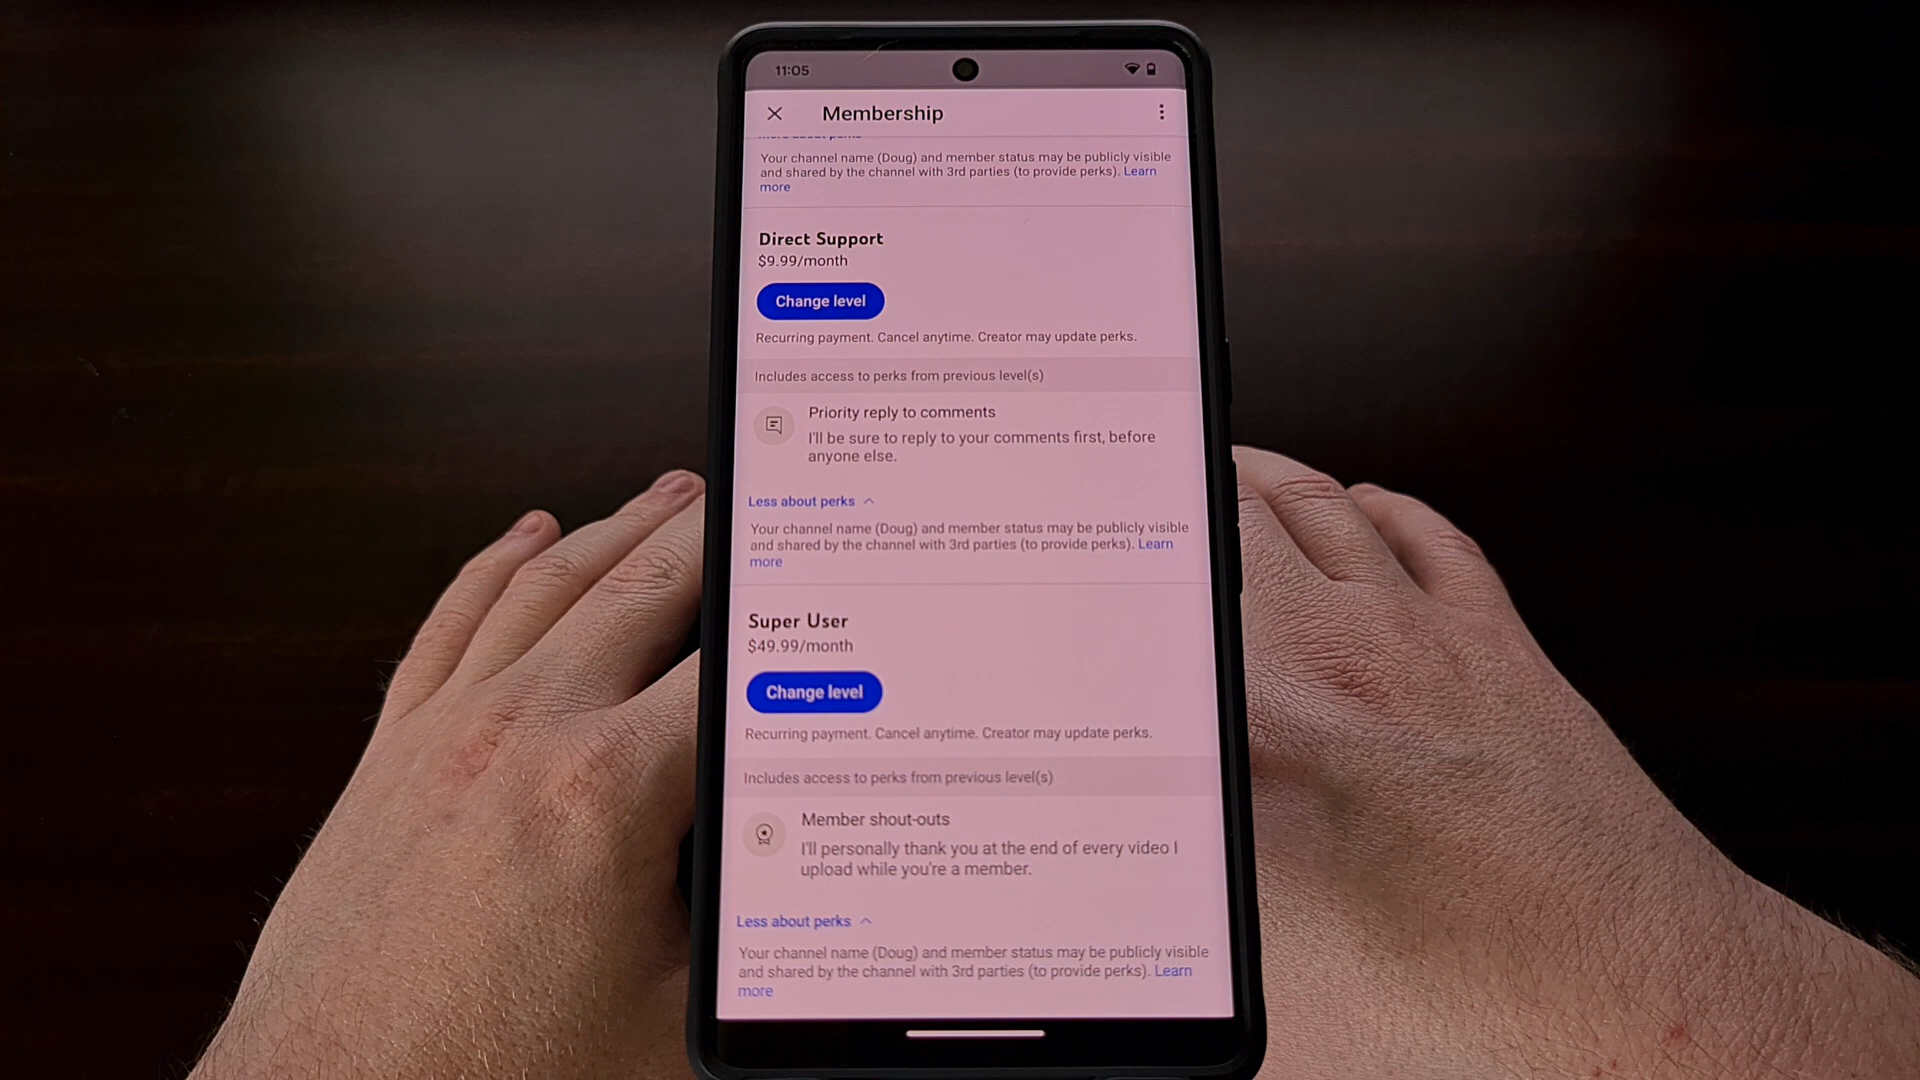 11:05
Membership
More about perks
Your channel name (Doug) and member status may be publicly visible
and shared by the channel with 3rd parties (to provide perks). Learn
more
Direct Support
$9.99/month
Change level
Recurring payment. Cancel anytime. Creator may update perks.
Includes access to perks from previous level(s)
Priority reply to comments
I'll be sure to reply to your comments first, before
anyone else.
Less about perks
Your channel name (Doug) and member status may be publicly visible
and shared by the channel with 3rd parties (to provide perks). Learn
more
Super User
$49.99/month
Change level
Recurring payment. Cancel anytime. Creator may update perks.
Includes access to perks from previous level(s)
Member shout-outs
I'll personally thank you at the end of every video I
upload while you're a member.
Less about perks
Your channel name (Doug) and member status may be publicly visible
and shared by the channel with 3rd parties (to provide perks). Learn
more